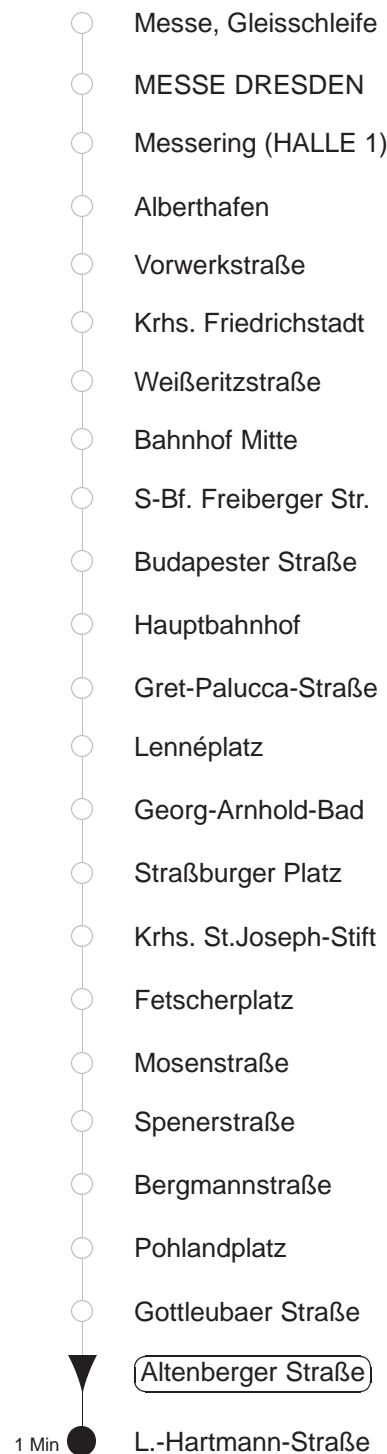 Messe, Gleisschleife
MESSE DRESDEN
Messering (HALLE 1)
Alberthafen
Vorwerkstraße
Krhs. Friedrichstadt
Weißeritzstraße
Bahnhof Mitte
S-Bf. Freiberger Str.
Budapester Straße
Hauptbahnhof
Gret-Palucca-Straße
Lennéplatz
Georg-Arnhold-Bad
Straßburger Platz
Krhs. St.Joseph-Stift
Fetscherplatz
Mosenstraße
Spenerstraße
Bergmannstraße
Pohlandplatz
Gottleubaer Straße
Altenberger Straße
1 Min L.-Hartmann-Straße